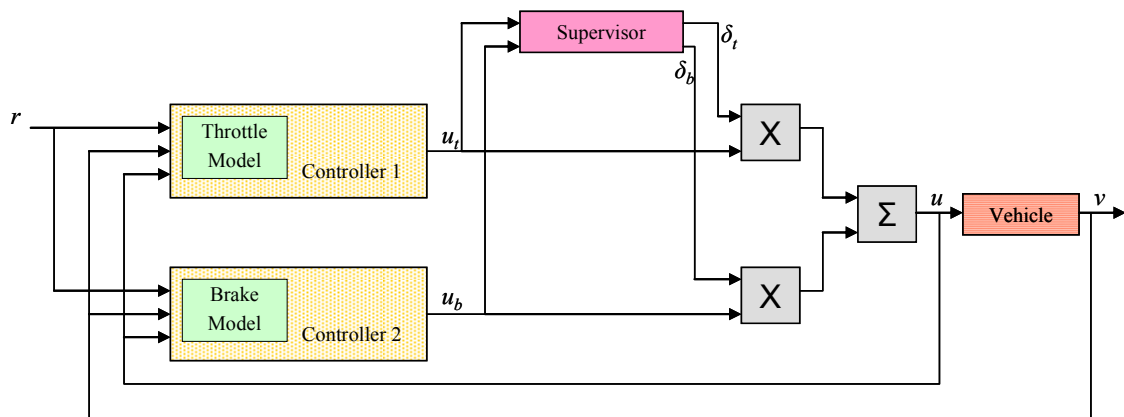 Supervisor
δt
δb
r
Throttle
Model
Controller 1
ut
X
Σ
u
Vehicle
v
Brake
Model
Controller 2
ub
X